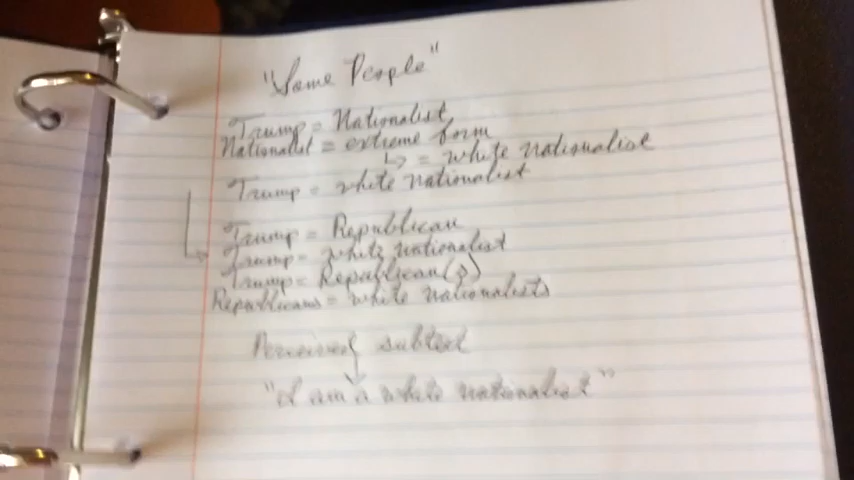 "Some People"
Trump = Nationalist
Nationalist = extreme form
↳ = white nationalist
Trump = white nationalist
Trump = Republican
Trump = white nationalist
Trump = Republican(s)
Republicans = white nationalists
Perceived subtext
"I am a white nationalist"